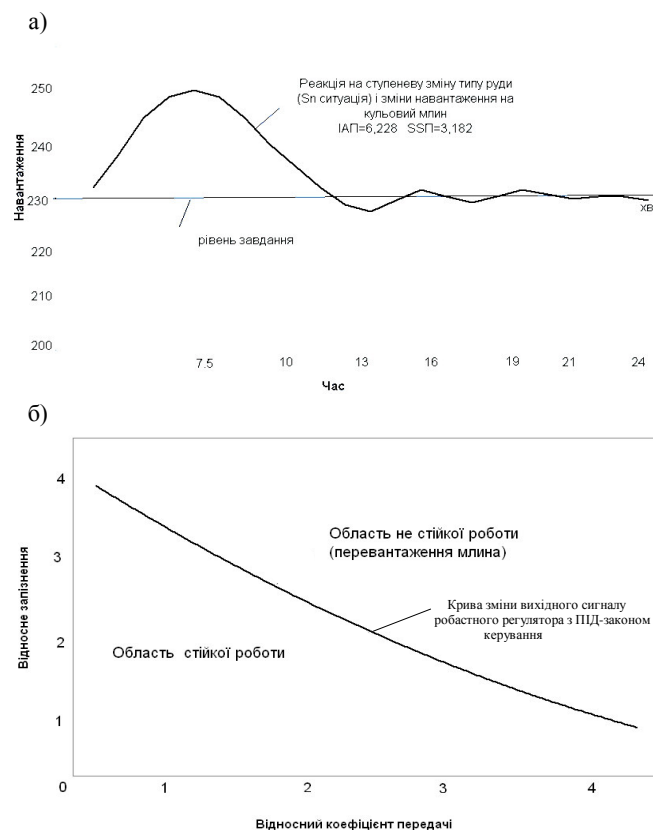 а)
250
240
230
220
210
200
Навантаження
Реакція на ступеневу зміну типу руди
(Sn ситуація) і зміни навантаження на
кульовий млин
ІАП=6,228 SSП=3,182
рівень завдання
хв
7.5 10 13 16 19 21 24
Час
б)
4
3
2
1
0
Відносне запізнення
Область не стійкої роботи
(перевантаження млина)
Крива зміни вихідного сигналу
робастного регулятора з ПІД-законом
керування
Область стійкої роботи
1 2 3 4
Відносний коефіцієнт передачі